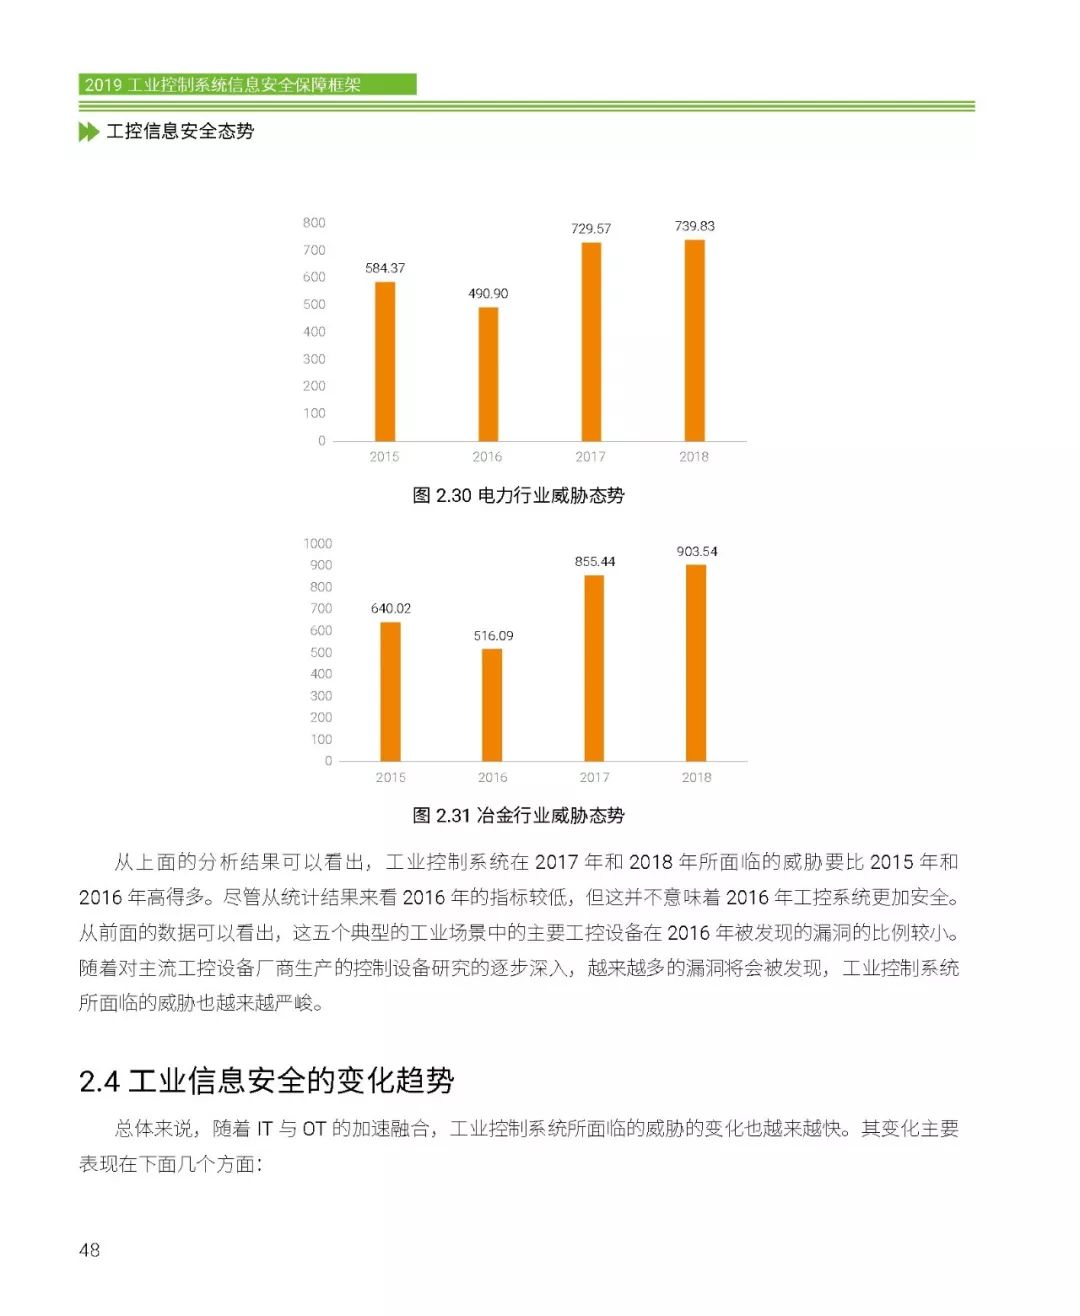 2019 工业控制系统信息安全保障框架
工控信息安全态势
800
700
600
500
400
300
200
100
0
584.37
490.90
729.57
739.83
2015 2016 2017 2018
图 2.30 电力行业威胁态势
1000
900
800
700
600
500
400
300
200
100
0
640.02
516.09
855.44
903.54
2015 2016 2017 2018
图 2.31 冶金行业威胁态势
从上面的分析结果可以看出，工业控制系统在 2017 年和 2018 年所面临的威胁要比 2015 年和
2016 年高得多。尽管从统计结果来看 2016 年的指标较低，但这并不意味着 2016 年工控系统更加安全。
从前面的数据可以看出，这五个典型的工业场景中的主要工控设备在 2016 年被发现的漏洞的比例较小。
随着对主流工控设备厂商生产的控制设备研究的逐步深入，越来越多的漏洞将会被发现，工业控制系统
所面临的威胁也越来越严峻。
2.4 工业信息安全的变化趋势
总体来说，随着 IT 与 OT 的加速融合，工业控制系统所面临的威胁的变化也越来越快。其变化主要
表现在下面几个方面：
48